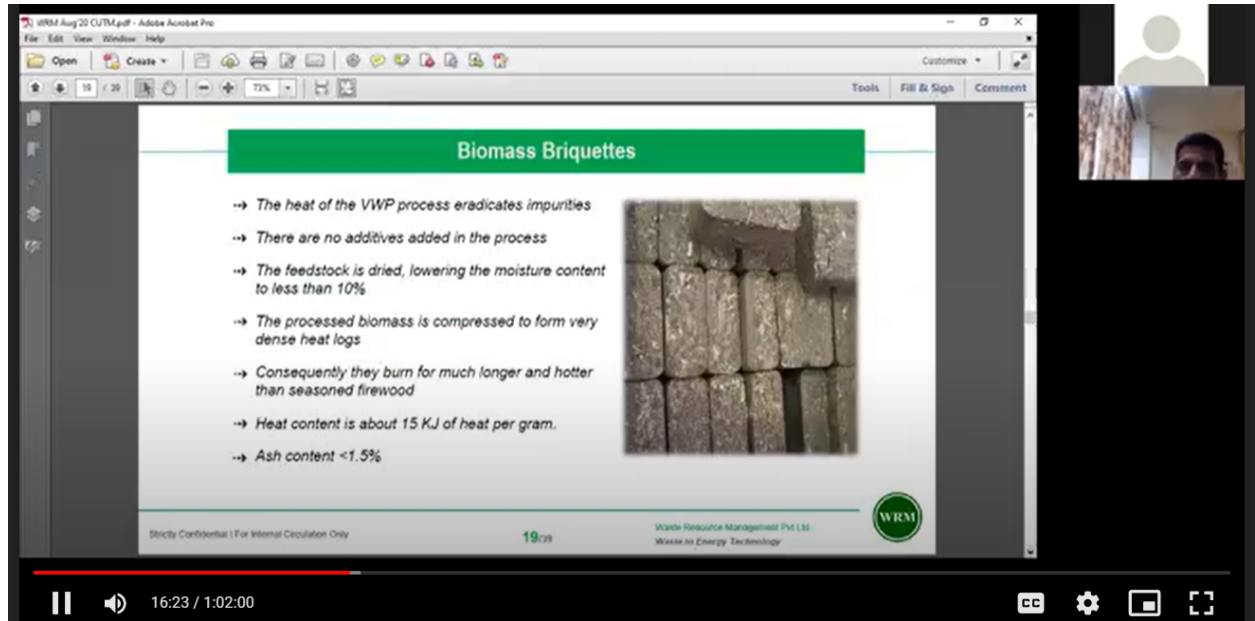 WRM Aug'20 CUTM.pdf - Adobe Acrobat Pro
File Edit View Window Help
Open Create Customize
19 / 39 73% Tools Fill & Sign Comment
Biomass Briquettes
The heat of the VWP process eradicates impurities
There are no additives added in the process
The feedstock is dried, lowering the moisture content
to less than 10%
The processed biomass is compressed to form very
dense heat logs
Consequently they burn for much longer and hotter
than seasoned firewood
Heat content is about 15 KJ of heat per gram.
Ash content <1.5%
Strictly Confidential | For Internal Circulation Only
19/39
Waste Resource Management Pvt Ltd
Waste to Energy Technology
WRM
16:23 / 1:02:00
CC